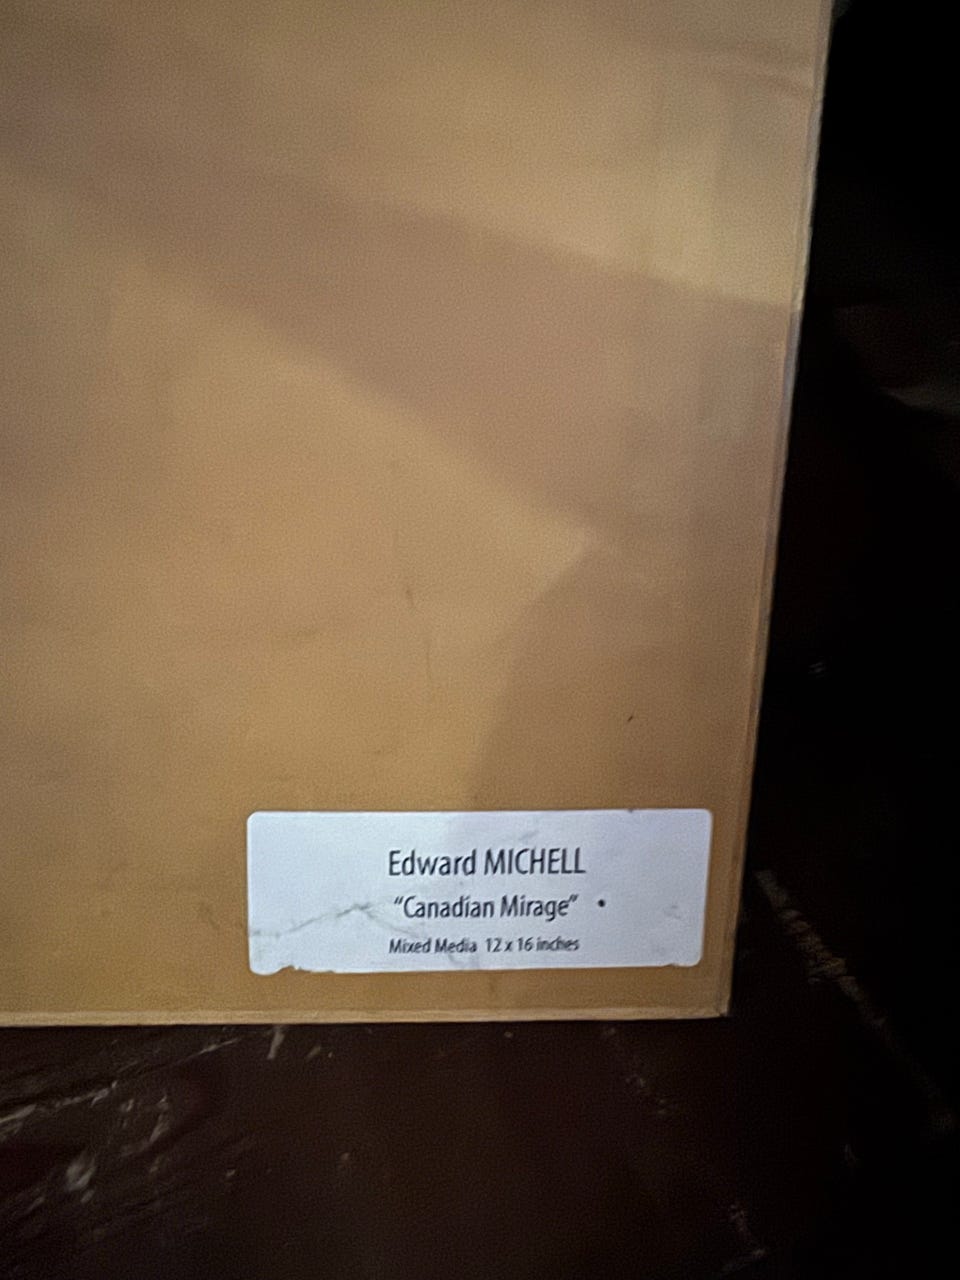 Edward MICHELL
“Canadian Mirage”
Mixed Media 12 x 16 inches